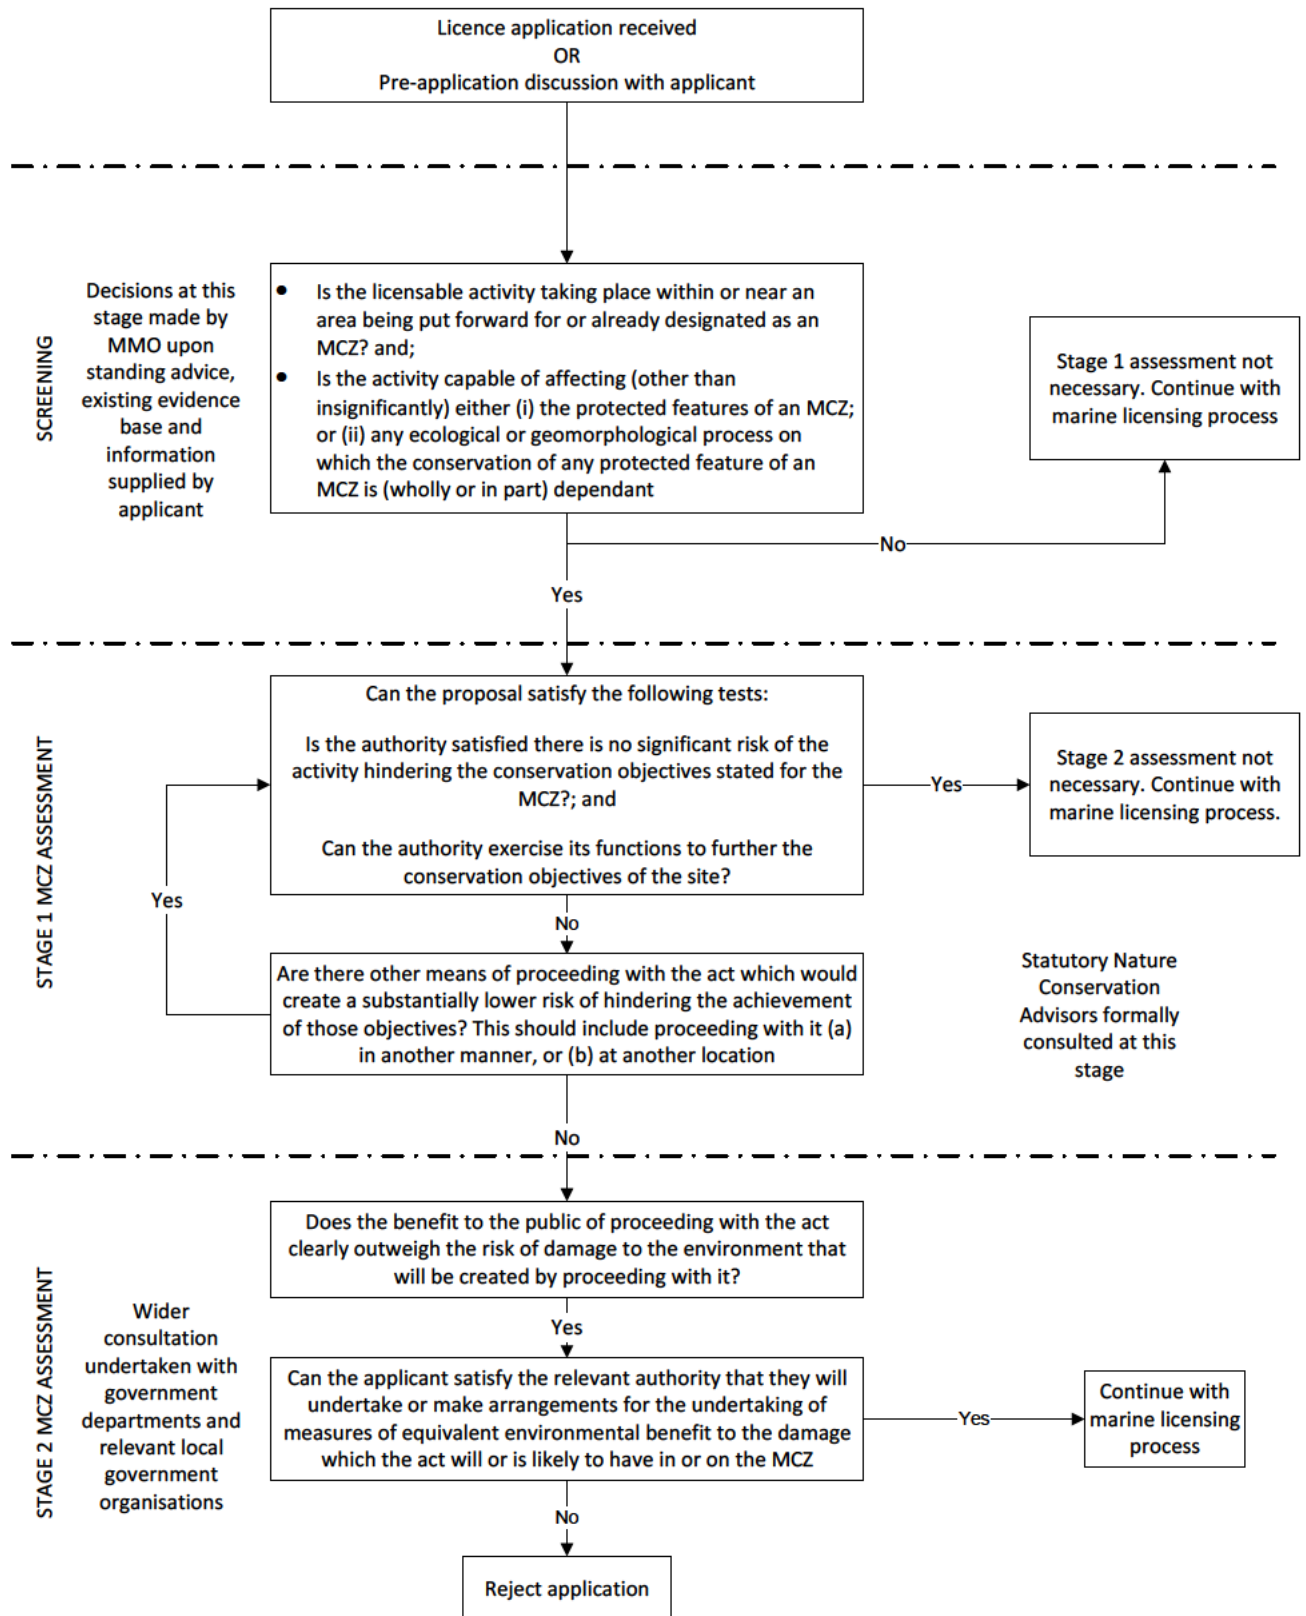 Licence application received
OR
Pre-application discussion with applicant
SCREENING
Decisions at this
stage made by
MMO upon
standing advice,
existing evidence
base and
information
supplied by
applicant
● Is the licensable activity taking place within or near an
area being put forward for or already designated as an
MCZ? and;
● Is the activity capable of affecting (other than
insignificantly) either (i) the protected features of an MCZ;
or (ii) any ecological or geomorphological process on
which the conservation of any protected feature of an
MCZ is (wholly or in part) dependant
Stage 1 assessment not
necessary. Continue with
marine licensing process
No
Yes
STAGE 1 MCZ ASSESSMENT
Can the proposal satisfy the following tests:
Is the authority satisfied there is no significant risk of the
activity hindering the conservation objectives stated for the
MCZ?; and
Can the authority exercise its functions to further the
conservation objectives of the site?
Yes
Stage 2 assessment not
necessary. Continue with
marine licensing process.
Yes
No
Are there other means of proceeding with the act which would
create a substantially lower risk of hindering the achievement
of those objectives? This should include proceeding with it (a)
in another manner, or (b) at another location
Statutory Nature
Conservation
Advisors formally
consulted at this
stage
No
STAGE 2 MCZ ASSESSMENT
Wider
consultation
undertaken with
government
departments and
relevant local
government
organisations
Does the benefit to the public of proceeding with the act
clearly outweigh the risk of damage to the environment that
will be created by proceeding with it?
Yes
Can the applicant satisfy the relevant authority that they will
undertake or make arrangements for the undertaking of
measures of equivalent environmental benefit to the damage
which the act will or is likely to have in or on the MCZ
Yes
Continue with
marine licensing
process
No
Reject application